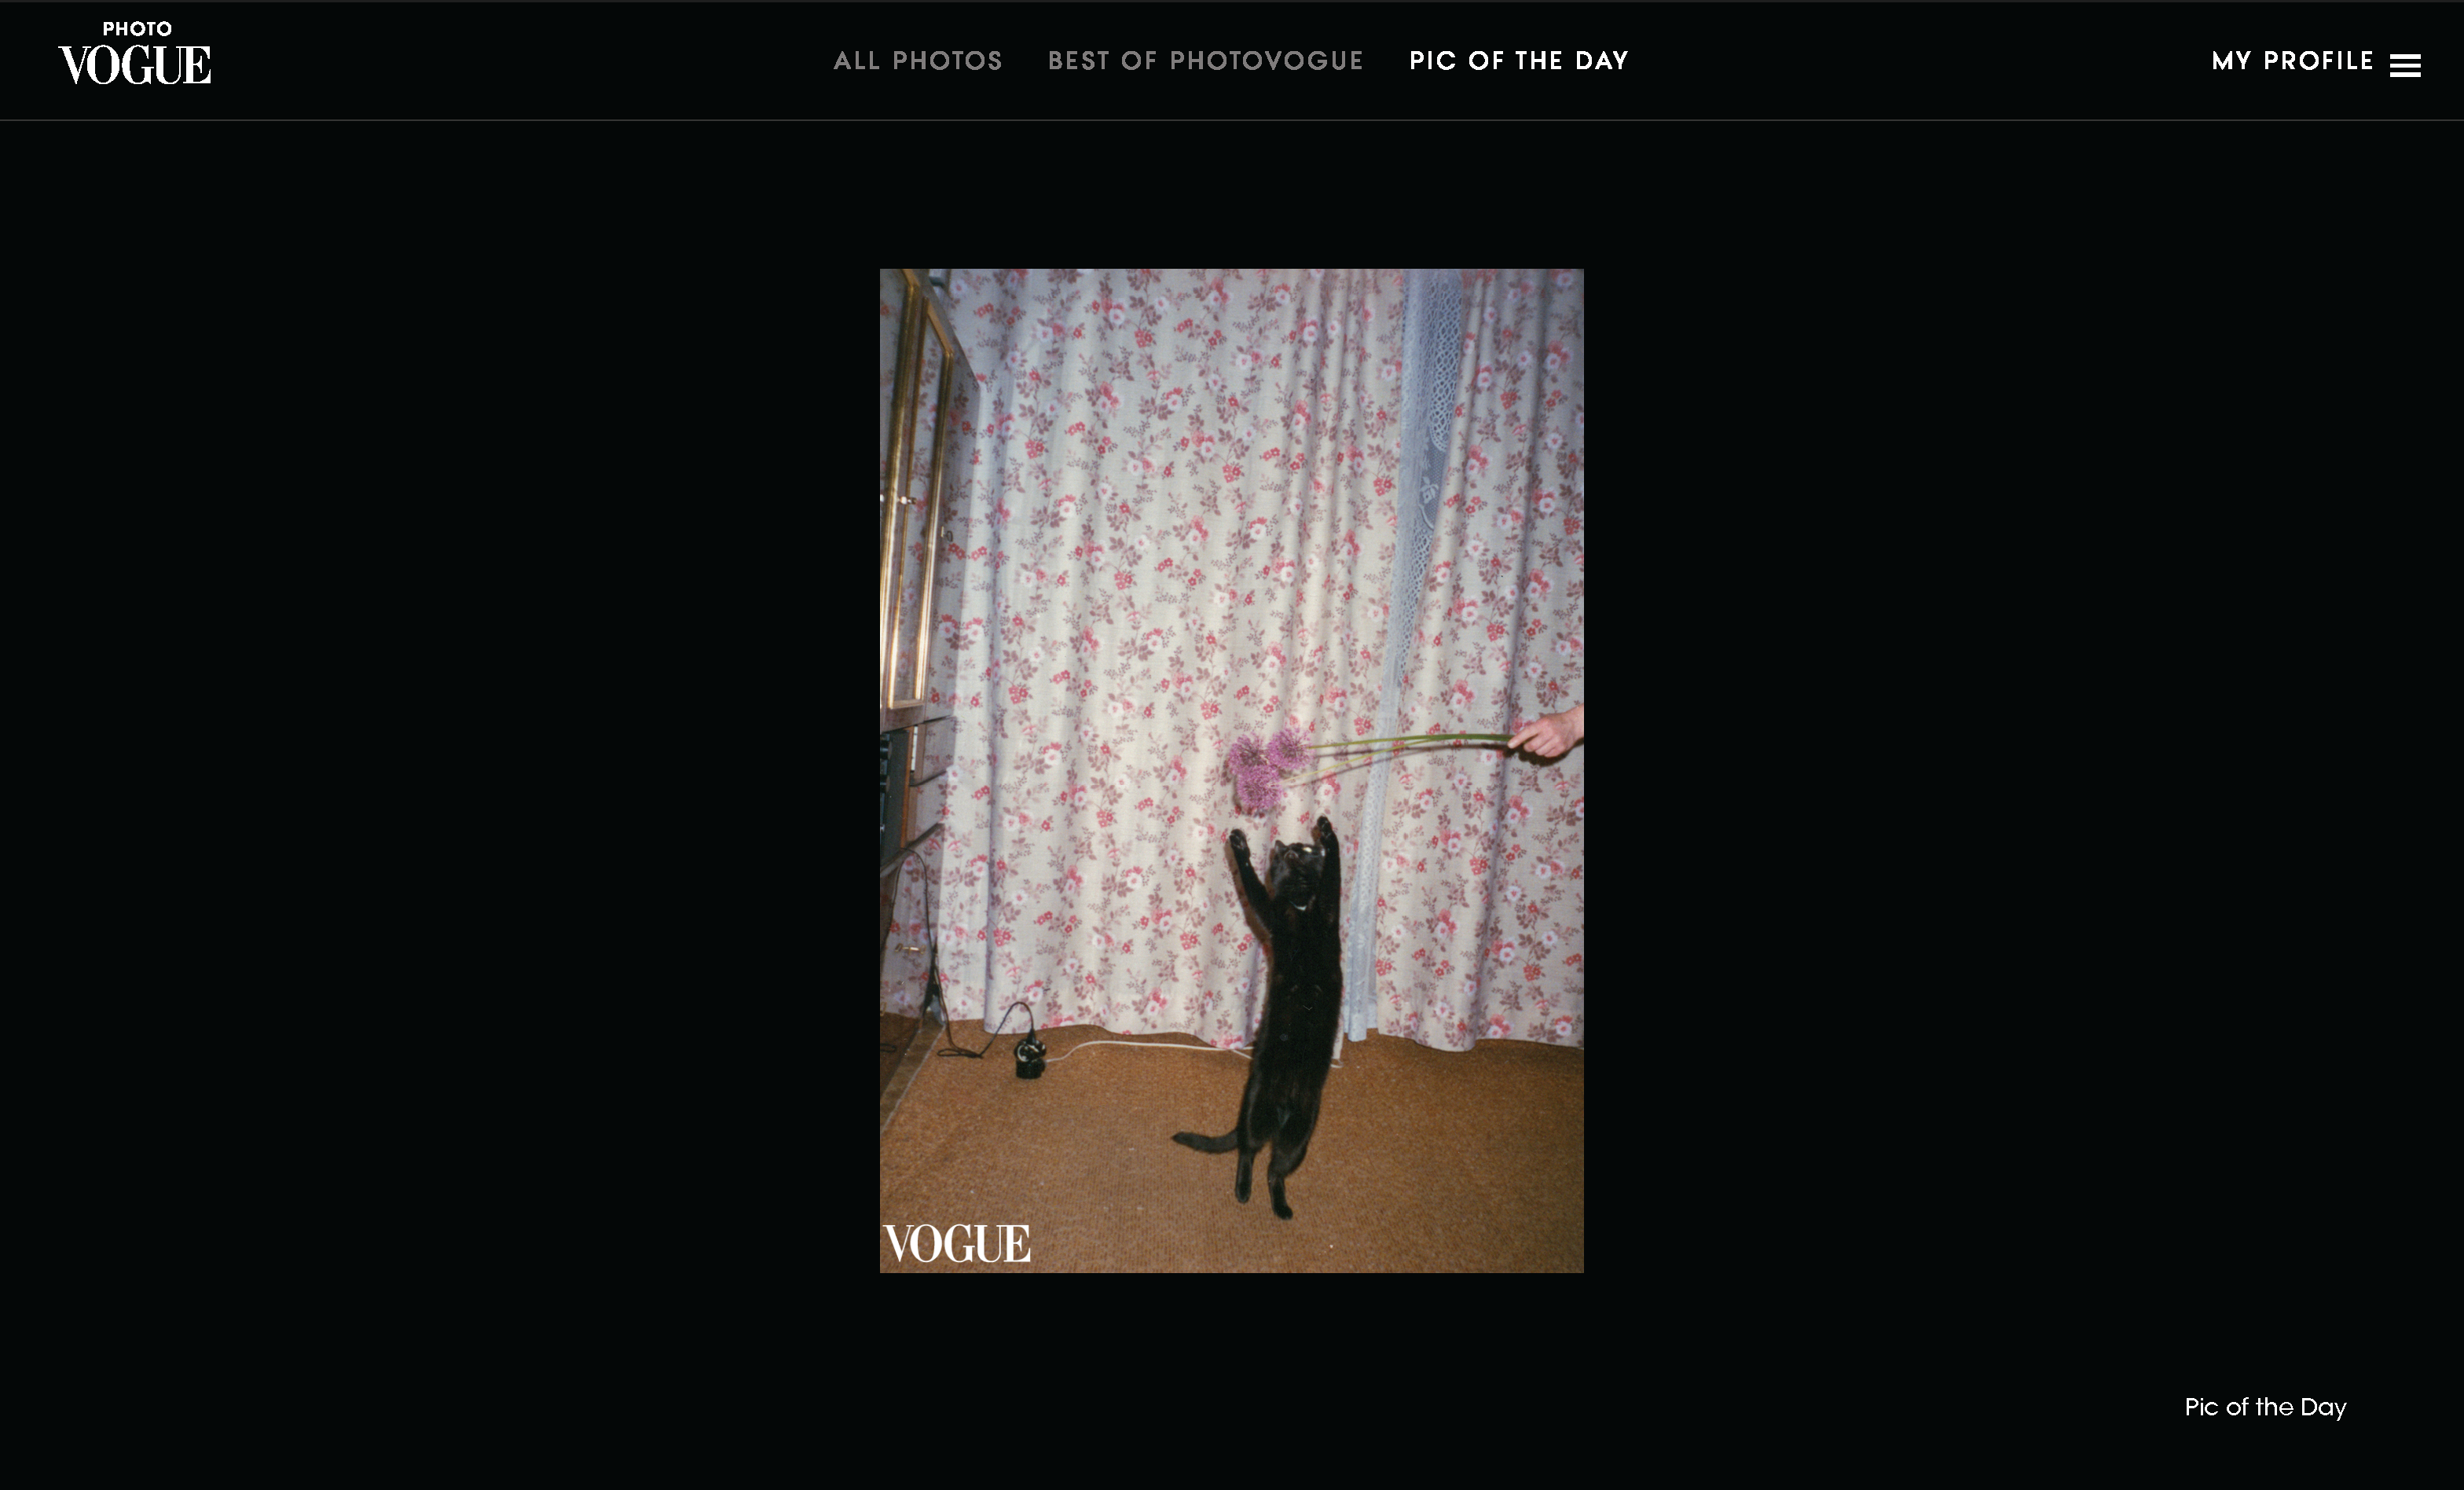 PHOTO
VOGUE
ALL PHOTOS
BEST OF PHOTOVOGUE
PIC OF THE DAY
MY PROFILE
VOGUE
Pic of the Day